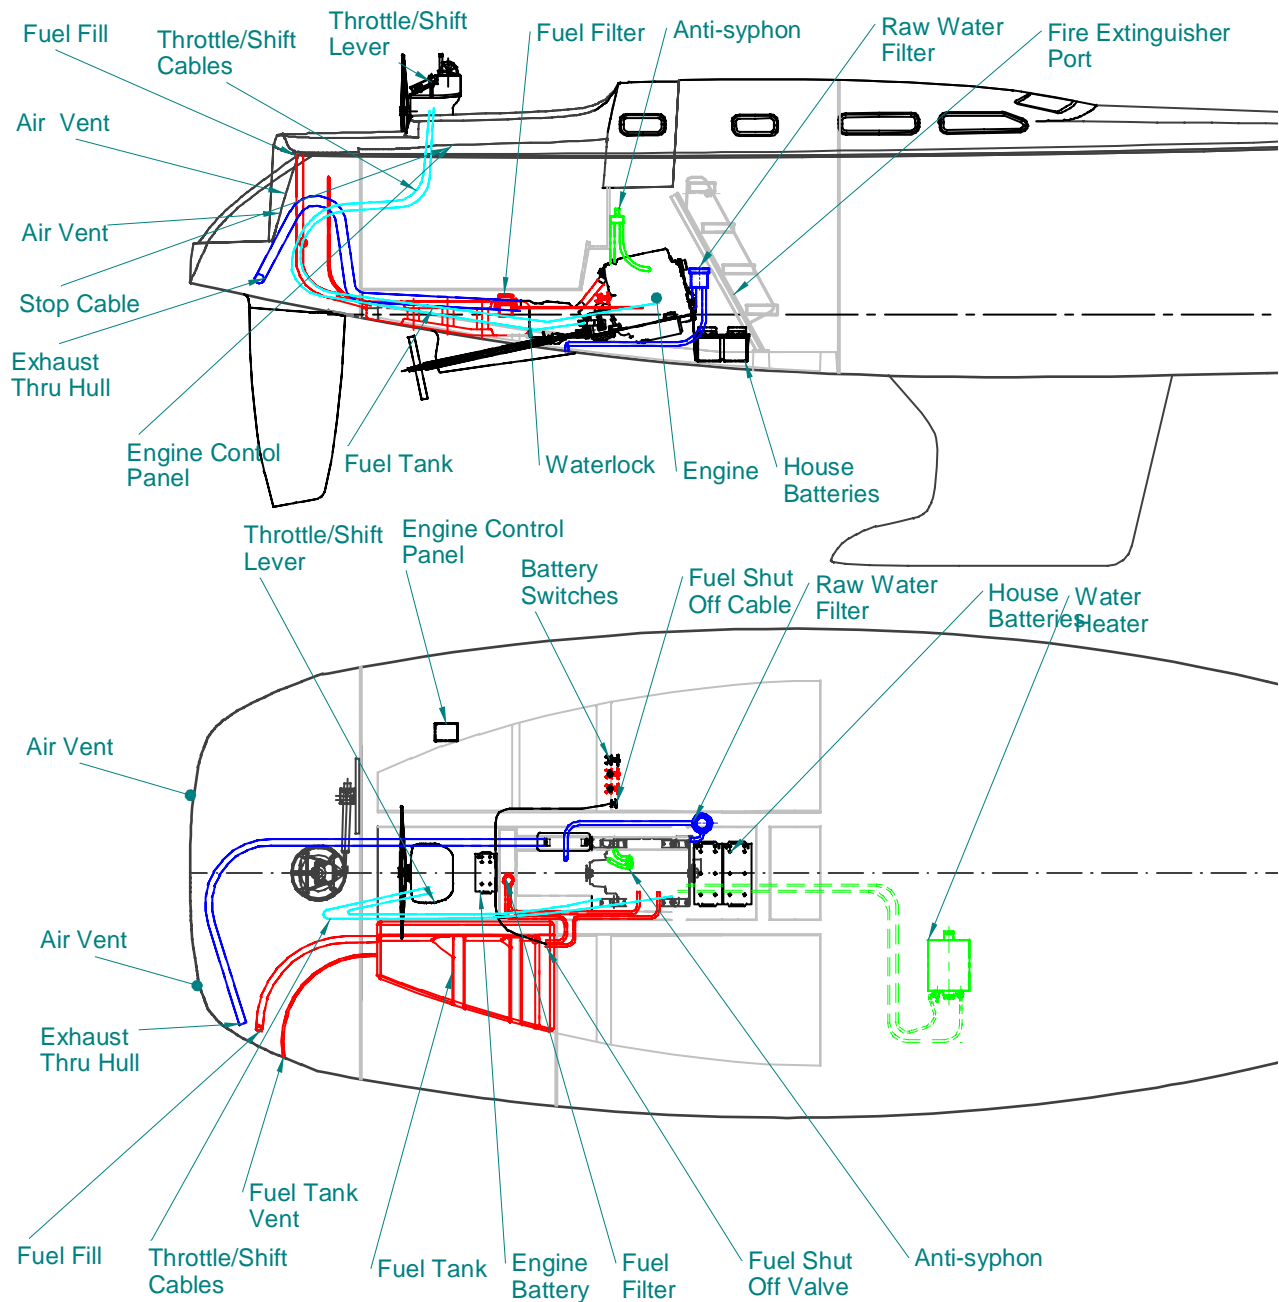 Fuel Fill
Throttle/Shift
Cables
Throttle/Shift
Lever
Fuel Filter
Anti-syphon
Raw Water
Filter
Fire Extinguisher
Port
Air Vent
Air Vent
Stop Cable
Exhaust
Thru Hull
Engine Contol
Panel
Fuel Tank
Waterlock
Engine
House
Batteries
Throttle/Shift
Lever
Engine Control
Panel
Battery
Switches
Fuel Shut
Off Cable
Raw Water
Filter
House
Batteries
Water
Heater
Air Vent
Air Vent
Exhaust
Thru Hull
Fuel Tank
Vent
Fuel Fill
Throttle/Shift
Cables
Fuel Tank
Engine
Battery
Fuel
Filter
Fuel Shut
Off Valve
Anti-syphon